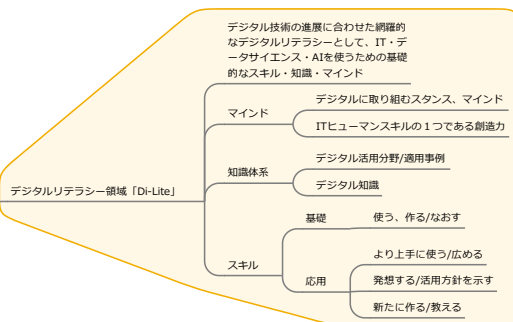 デジタル技術の進展に合わせた網羅的
なデジタルリテラシーとして、IT・デ
ータサイエンス・AIを使うための基礎
的なスキル・知識・マインド
デジタルに取り組むスタンス、マインド
マインド
ITヒューマンスキルの１つである創造力
デジタル活用分野/適用事例
知識体系
デジタル知識
デジタルリテラシー領域「Di-Lite」
基礎
使う、作る/なおす
スキル
より上手に使う/広める
応用
発想する/活用方針を示す
新たに作る/教える